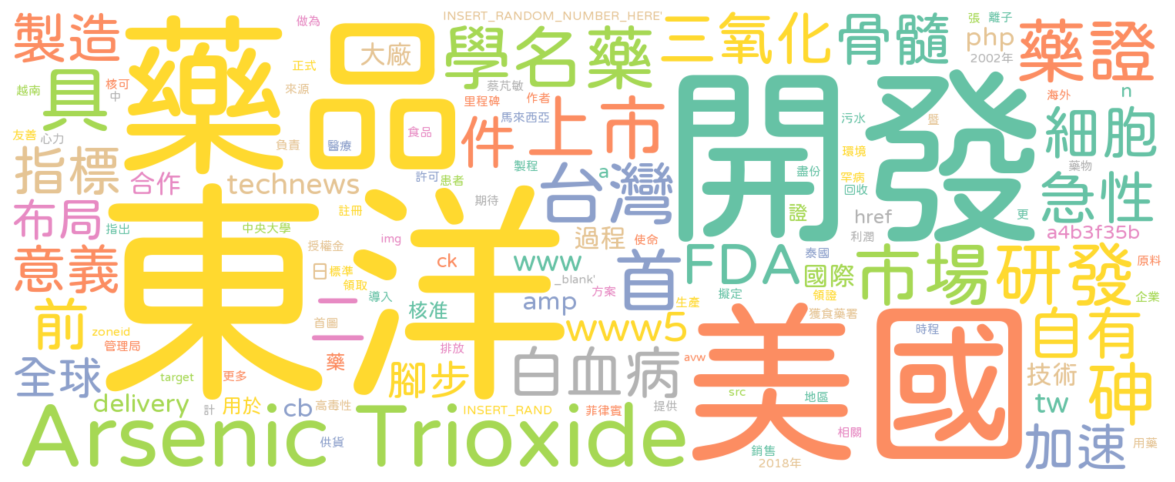 製造
藥品
大廠
做為
INSERT_RANDOM_NUMBER_HERE'
學名藥
三氧化
骨髓
張
離子
php
2002年
藥證
正式
來源
蔡芃敏
越南
具
核可
中
里程碑
作者
馬來西亞
件
上市
開發
海外
n
細胞
友善
心力
負責
醫療
食品
污水
盤
環境
藥物
指標
合作
technews
許可
患者
製程
a
台灣
盡份
罕病
回收
急性
布局
指出
中央大學
註冊
期待
證
href
更
利潤
a4b3f35b
東洋
授權金
img
過程
使命
FDA
泰國
國際
市場
研發
原料
意義
日
標準
領取
ck
www
_blank'
首
導入
方案
生產
擬定
領證
企業
前
二
首圖
核准
amp
獲食藥署
zoneid
管理局
排放
www5
美國
時程
自有
全球
藥
腳步
白血病
avw
技術
砷
target
更多
src
地區
delivery
計
用於
cb
高毒性
INSERT_RAND
菲律賓
提供
tw
Arsenic Trioxide
供貨
相關
銷售
2018年
加速
用藥